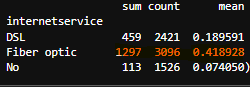 sum count mean
internetservice
DSL 459 2421 0.189591
Fiber optic 1297 3096 0.418928
No 113 1526 0.074050)